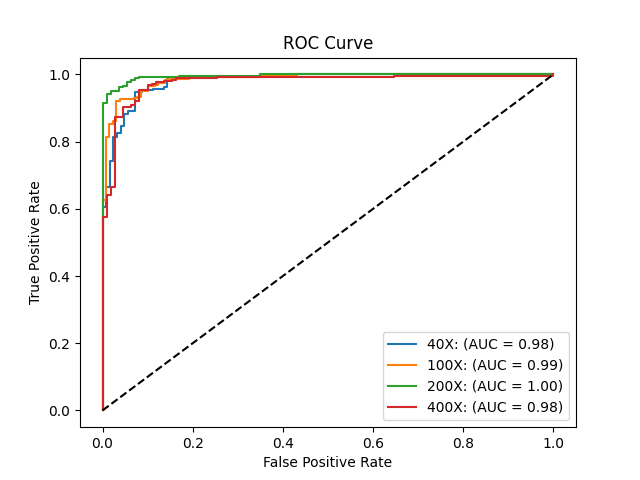 ROC Curve
True Positive Rate
1.0
0.8
0.6
0.4
0.2
0.0
40X: (AUC = 0.98)
100X: (AUC = 0.99)
200X: (AUC = 1.00)
400X: (AUC = 0.98)
0.0 0.2 0.4 0.6 0.8 1.0
False Positive Rate